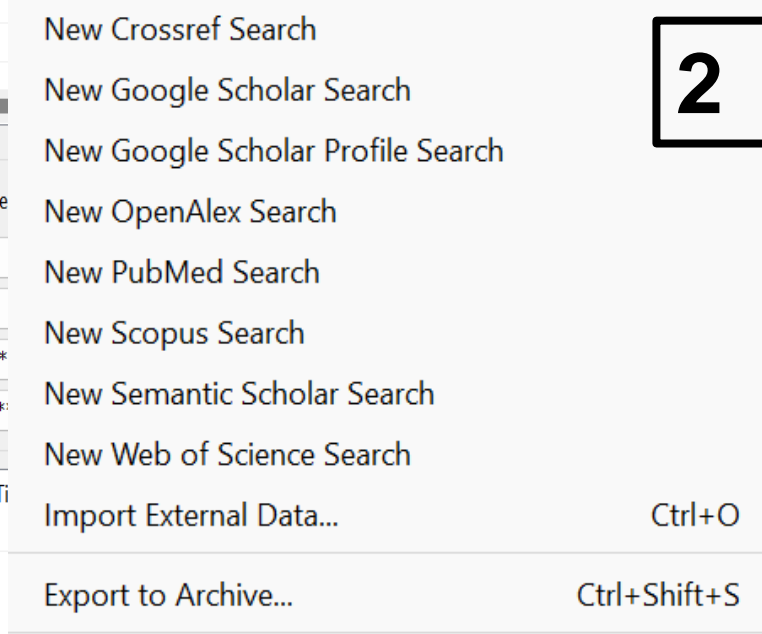 New Crossref Search
2
New Google Scholar Search
New Google Scholar Profile Search
New OpenAlex Search
New PubMed Search
New Scopus Search
New Semantic Scholar Search
New Web of Science Search
Import External Data... Ctrl+O
Export to Archive... Ctrl+Shift+S